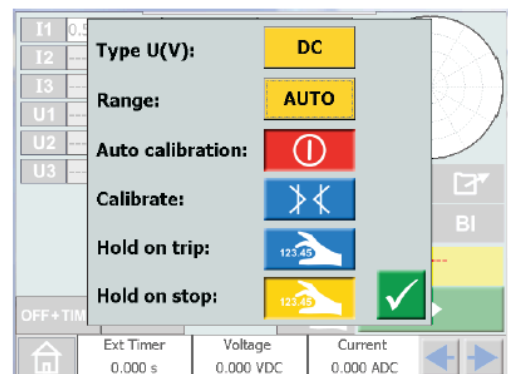 I1 0.5
I2 ---
I3 ---
U1 ---
U2 ---
U3 ---
Type U(V): DC
Range: AUTO
Auto calibration:
Calibrate:
Hold on trip: 123.45
Hold on stop: 123.45
BI
OFF+TIM
Ext Timer Voltage Current
0.000 s 0.000 VDC 0.000 ADC